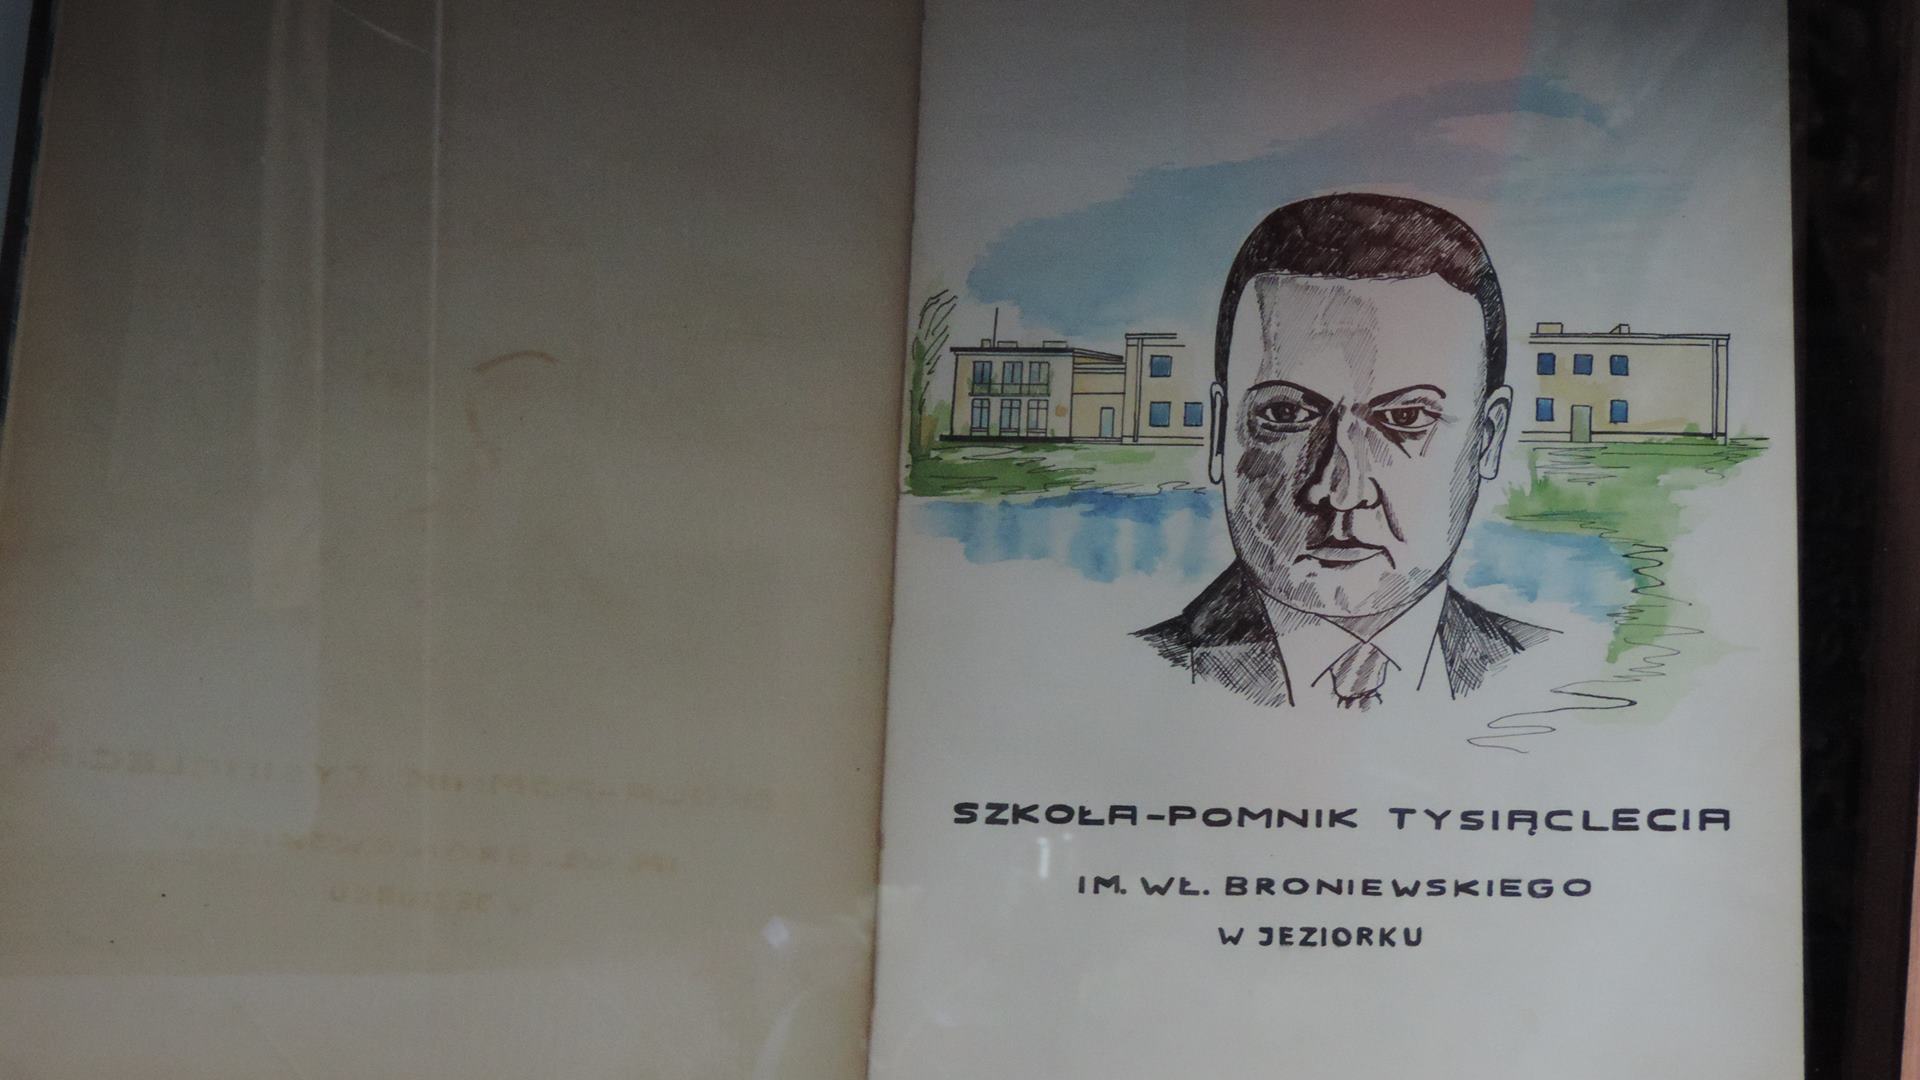 SZKOŁA-POMNIK TYSIĄCLECIA
IM. WŁ. BRONIEWSKIEGO
W JEZIORKU